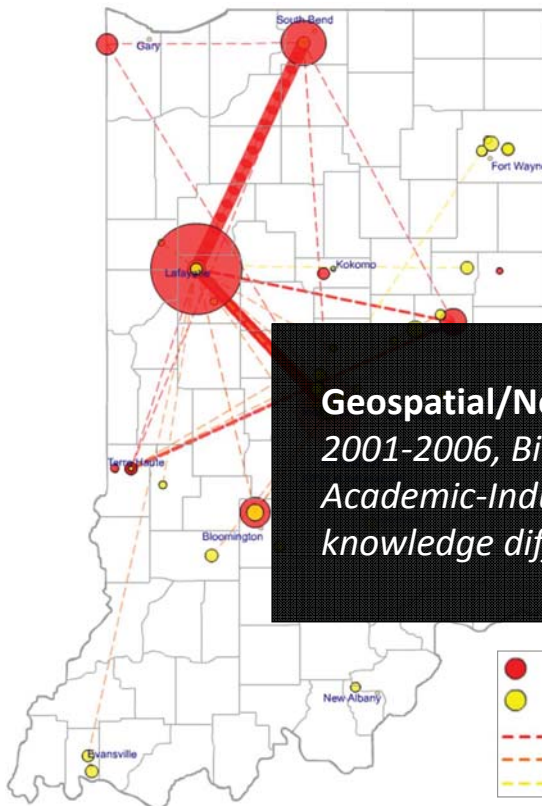 South Bend
Gary
Fort Wayne
Lafayette
Kokomo
Geospatial/Ne
2001-2006, Bi
Academic-Indu
knowledge diff
Terre Haute
Bloomington
New Albany
Evansville